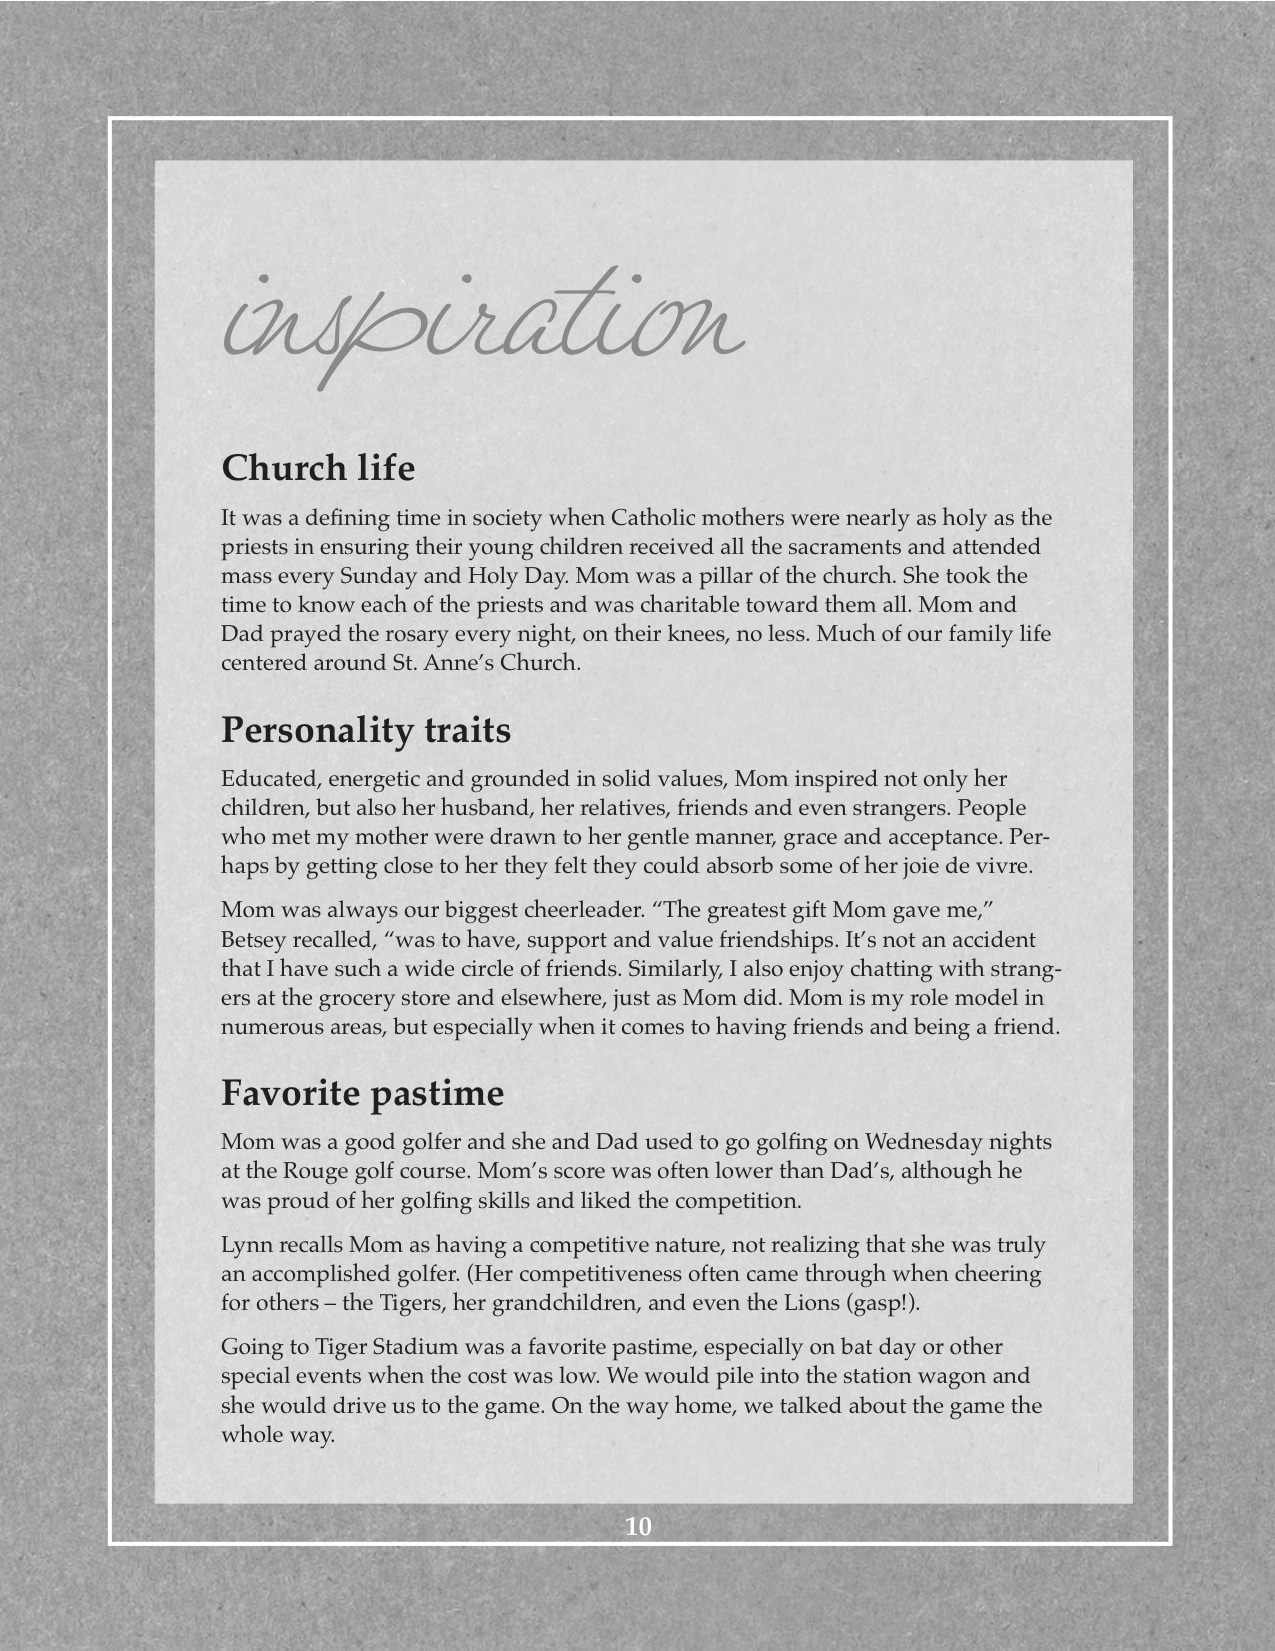 inspiration
Church life
It was a defining time in society when Catholic mothers were nearly as holy as the
priests in ensuring their young children received all the sacraments and attended
mass every Sunday and Holy Day. Mom was a pillar of the church. She took the
time to know each of the priests and was charitable toward them all. Mom and
Dad prayed the rosary every night, on their knees, no less. Much of our family life
centered around St. Anne’s Church.
Personality traits
Educated, energetic and grounded in solid values, Mom inspired not only her
children, but also her husband, her relatives, friends and even strangers. People
who met my mother were drawn to her gentle manner, grace and acceptance. Per-
haps by getting close to her they felt they could absorb some of her joie de vivre.
Mom was always our biggest cheerleader. “The greatest gift Mom gave me,”
Betsey recalled, “was to have, support and value friendships. It’s not an accident
that I have such a wide circle of friends. Similarly, I also enjoy chatting with strang-
ers at the grocery store and elsewhere, just as Mom did. Mom is my role model in
numerous areas, but especially when it comes to having friends and being a friend.
Favorite pastime
Mom was a good golfer and she and Dad used to go golfing on Wednesday nights
at the Rouge golf course. Mom’s score was often lower than Dad’s, although he
was proud of her golfing skills and liked the competition.
Lynn recalls Mom as having a competitive nature, not realizing that she was truly
an accomplished golfer. (Her competitiveness often came through when cheering
for others – the Tigers, her grandchildren, and even the Lions (gasp!).
Going to Tiger Stadium was a favorite pastime, especially on bat day or other
special events when the cost was low. We would pile into the station wagon and
she would drive us to the game. On the way home, we talked about the game the
whole way.
10